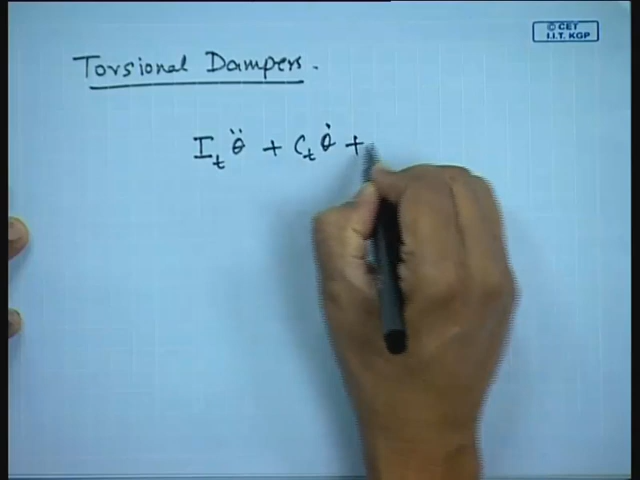 © CET
I.I.T. KGP
Torsional Dampers.
I_t θ̈ + C_t θ̇ +